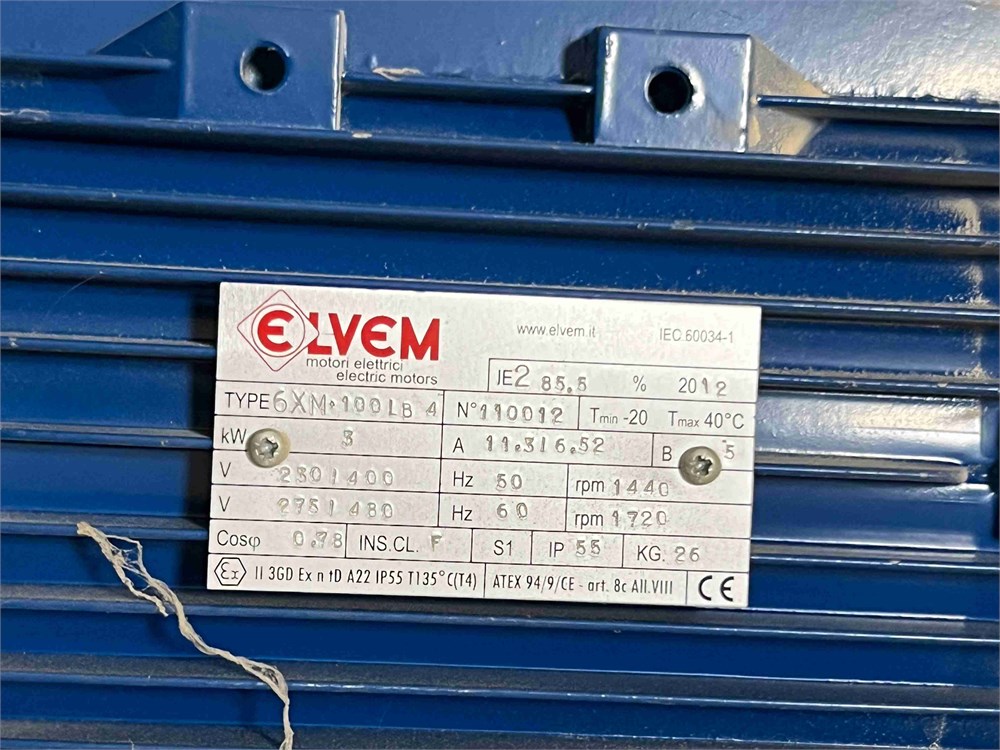 ELVEM
motori elettrici
electric motors
www.elvem.it IEC 60034-1
IE2 85.5 % 2012
TYPE 6XM.100LB 4 N°110012 Tmin -20 Tmax 40°C
kW 3 A 11.3/6.52 B 5
V 230/400 Hz 50 rpm 1440
V 275/480 Hz 60 rpm 1720
Cosφ 0.78 INS.CL. F S1 IP 55 KG. 26
Ex II 3GD Ex n tD A22 IP55 T135°C(T4) ATEX 94/9/CE - art. 8c All.VIII CE